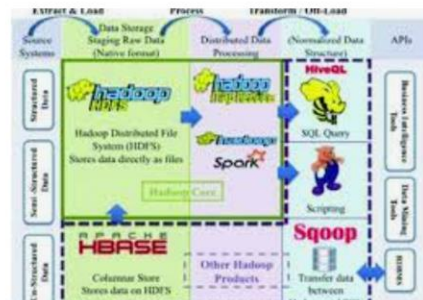 Extract & Load
Process
Transform / Off-Load
Source
Systems
Data Storage
Staging Raw Data
(Native format)
Distributed Data
Processing
(Normalized Data
Structure)
APIs
Structured
Data
Semi-Structured
Data
Un-Structured
Data
hadoop
HDFS
Hadoop Distributed File
System (HDFS)
Stores data directly as files
hadoop
MapReduce
hadoop
Spark
Hadoop Core
HiveQL
SQL Query
Scripting
APACHE
HBASE
Columnar Store
Stores data on HDFS
Other Hadoop
Products
Sqoop
Transfer data
between
Business Intelligence
Tools
Data Mining
Tools
RDBMS